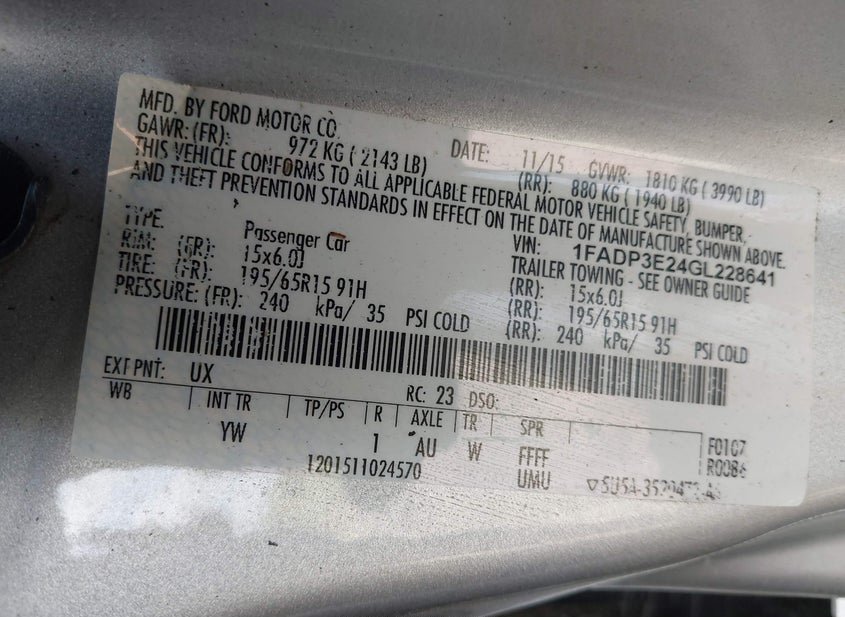 MFD. BY FORD MOTOR CO.
DATE: 11/15 GVWR: 1810 KG ( 3990 LB)
GAWR: (FR): 972 KG ( 2143 LB) (RR): 880 KG ( 1940 LB)
THIS VEHICLE CONFORMS TO ALL APPLICABLE FEDERAL MOTOR VEHICLE SAFETY, BUMPER,
AND THEFT PREVENTION STANDARDS IN EFFECT ON THE DATE OF MANUFACTURE SHOWN ABOVE.
VIN: 1FADP3E24GL228641
TYPE: Passenger Car TRAILER TOWING - SEE OWNER GUIDE
RIM: (FR): 15x6.0J (RR): 15x6.0J
TIRE: (FR): 195/65R15 91H (RR): 195/65R15 91H
PRESSURE: (FR): 240 kPa/ 35 PSI COLD (RR): 240 kPa/ 35 PSI COLD
EXT PNT: UX RC: 23 DSO:
WB INT TR TP/PS R AXLE TR SPR
YW 1 AU W FFFF F0107
1201511024570 UMU R0086